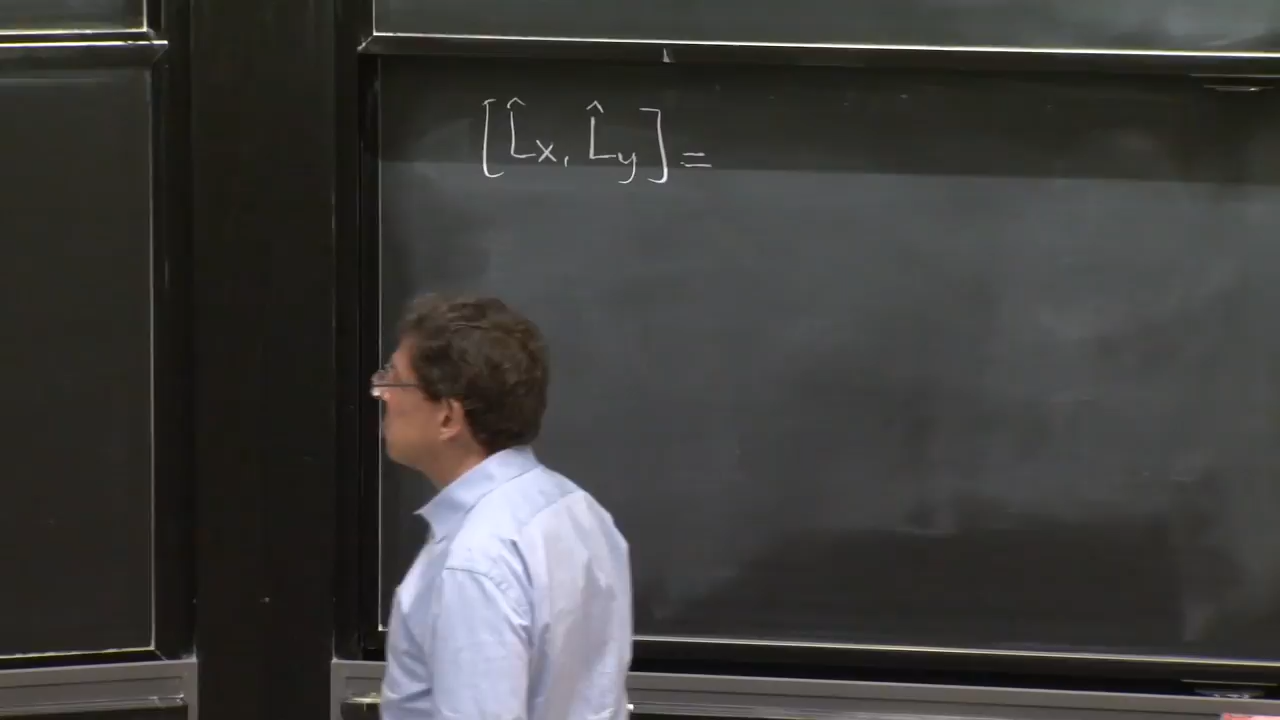 [L̂x, L̂y] =